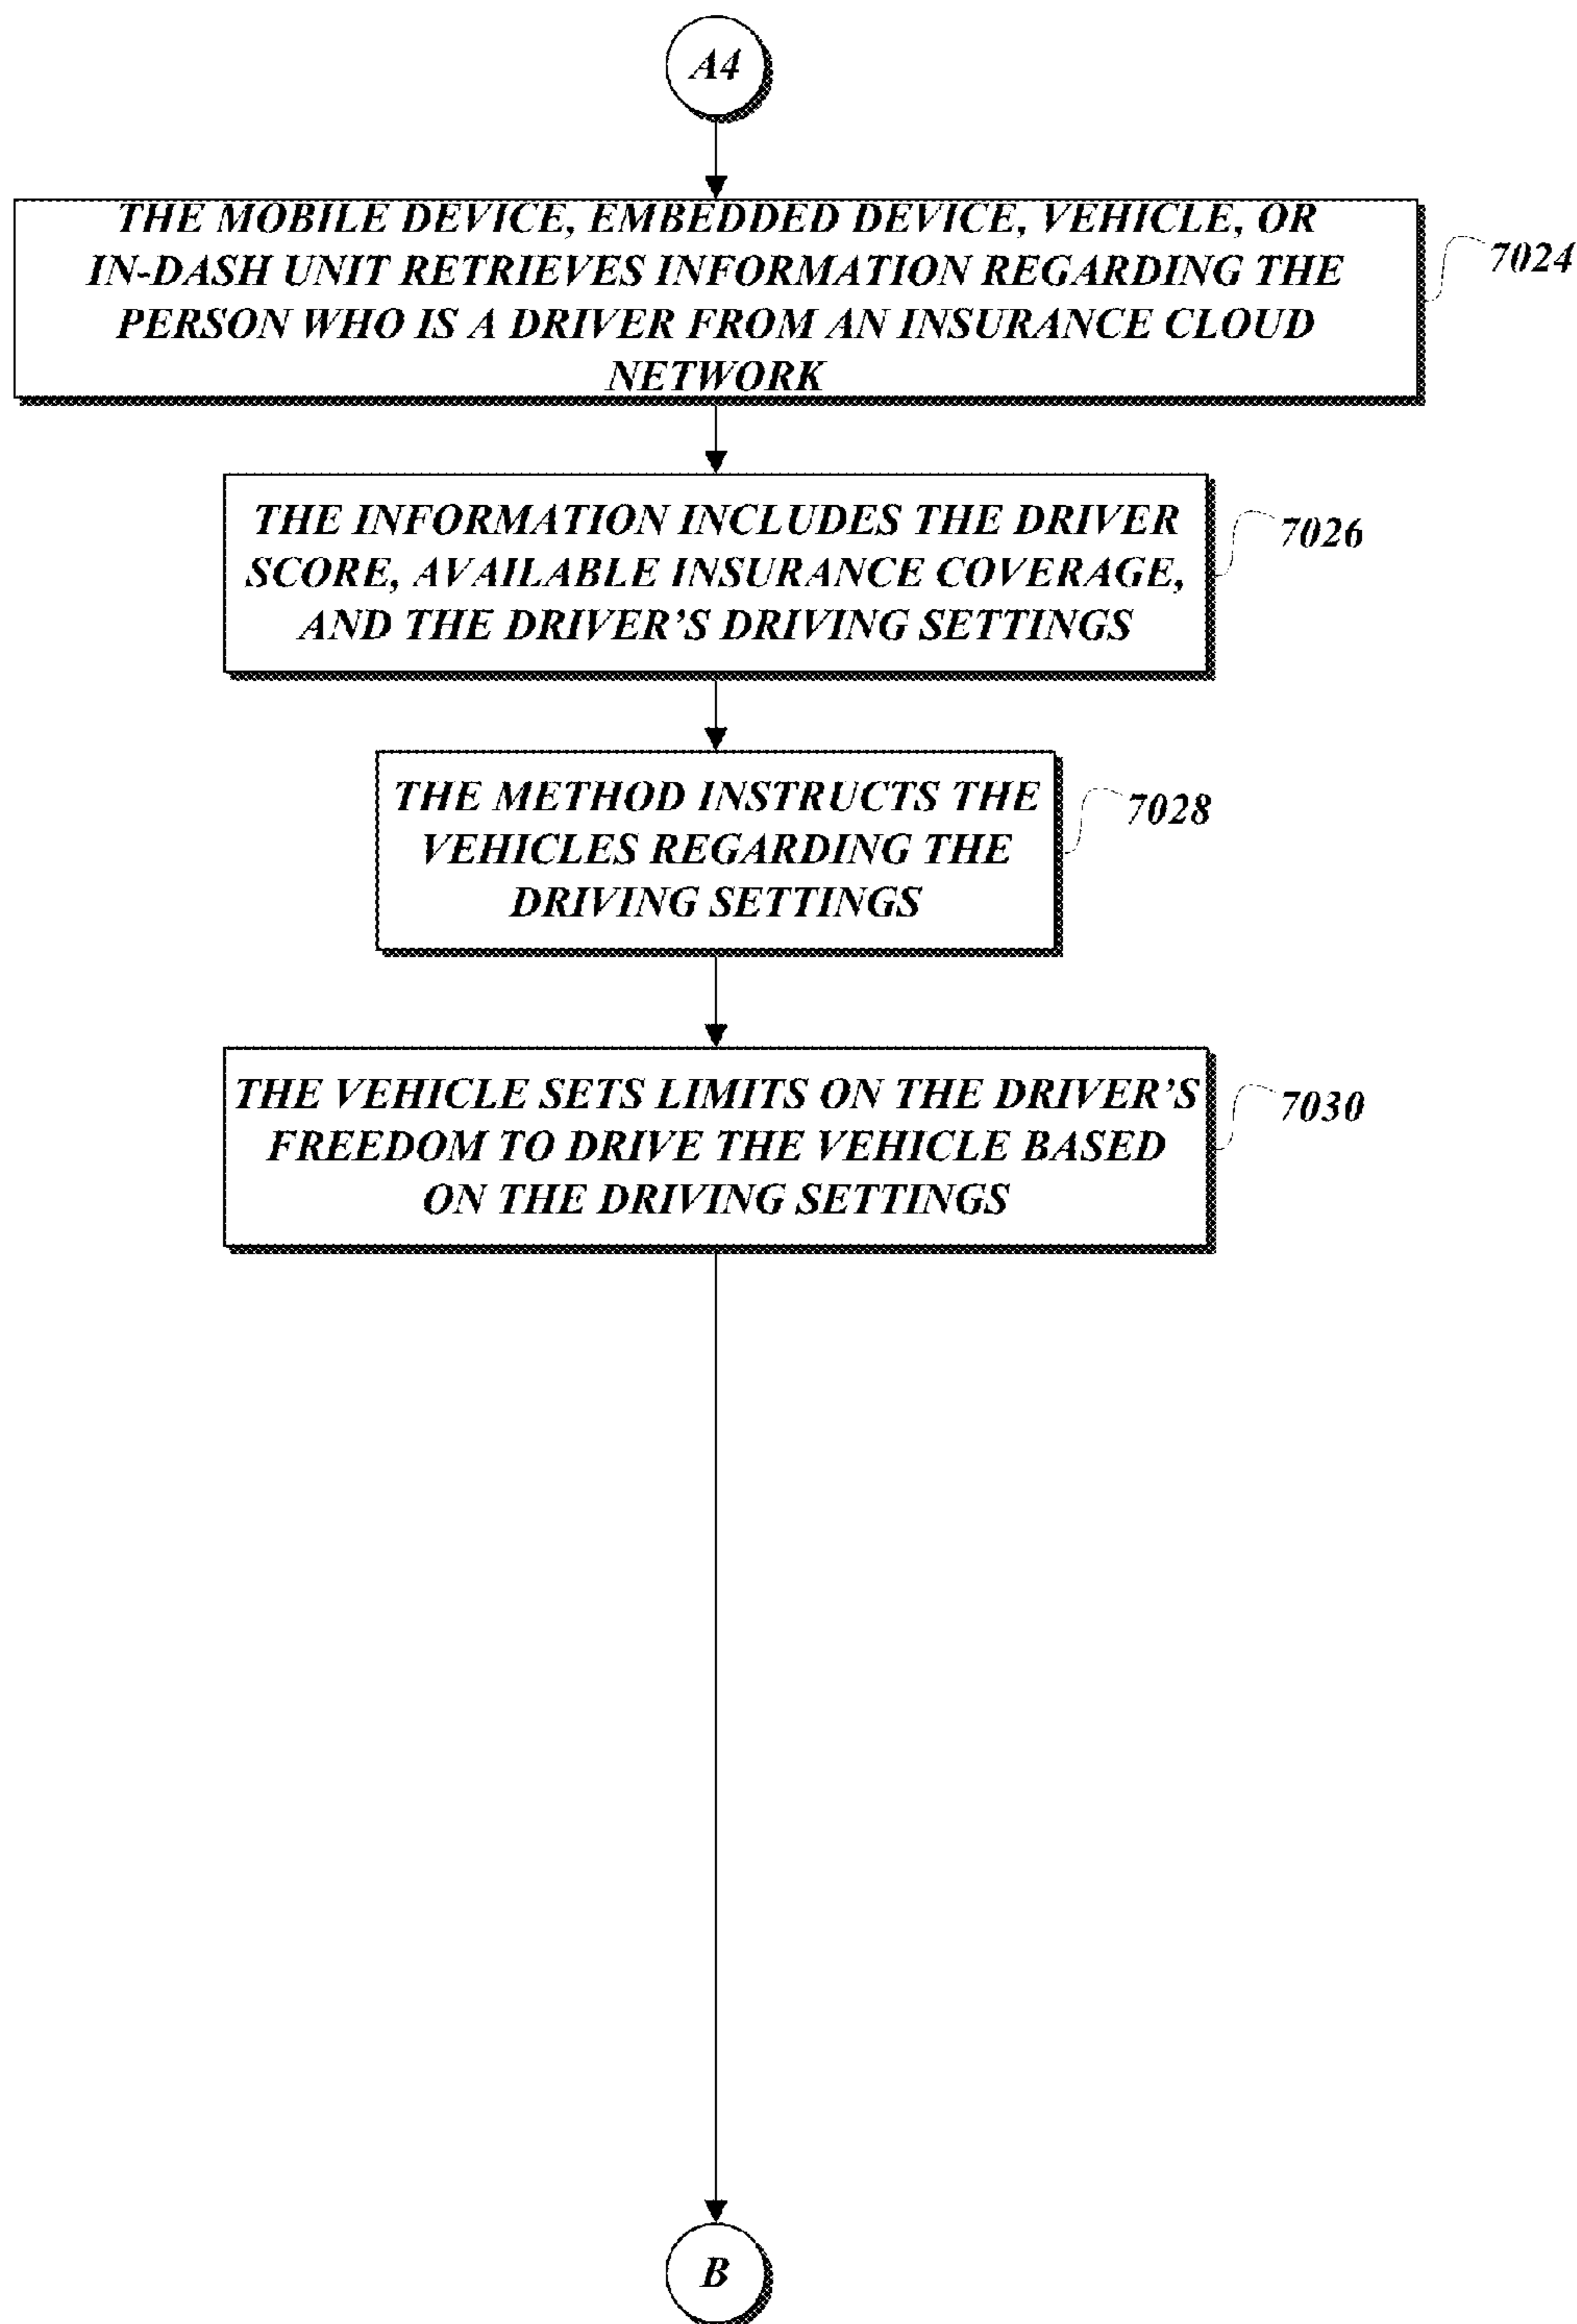 A4
THE MOBILE DEVICE, EMBEDDED DEVICE, VEHICLE, OR
IN-DASH UNIT RETRIEVES INFORMATION REGARDING THE
PERSON WHO IS A DRIVER FROM AN INSURANCE CLOUD
NETWORK
7024
THE INFORMATION INCLUDES THE DRIVER
SCORE, AVAILABLE INSURANCE COVERAGE,
AND THE DRIVER’S DRIVING SETTINGS
7026
THE METHOD INSTRUCTS THE
VEHICLES REGARDING THE
DRIVING SETTINGS
7028
THE VEHICLE SETS LIMITS ON THE DRIVER’S
FREEDOM TO DRIVE THE VEHICLE BASED
ON THE DRIVING SETTINGS
7030
B